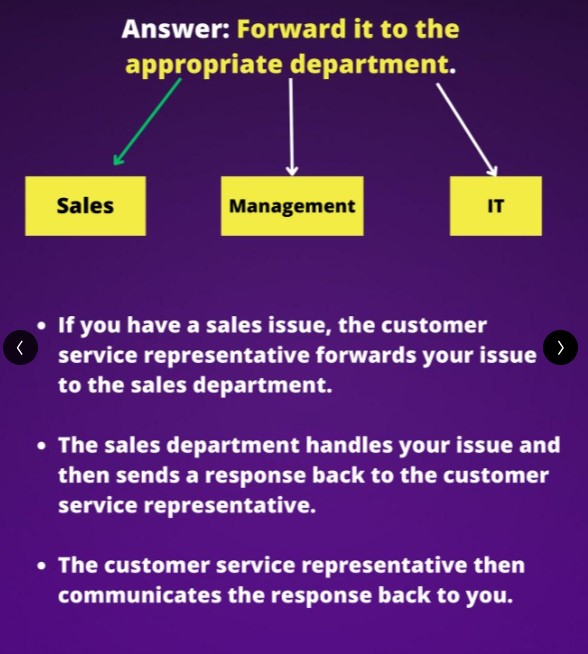 Answer: Forward it to the
appropriate department.
Sales
Management
IT
• If you have a sales issue, the customer
service representative forwards your issue
to the sales department.
• The sales department handles your issue and
then sends a response back to the customer
service representative.
• The customer service representative then
communicates the response back to you.